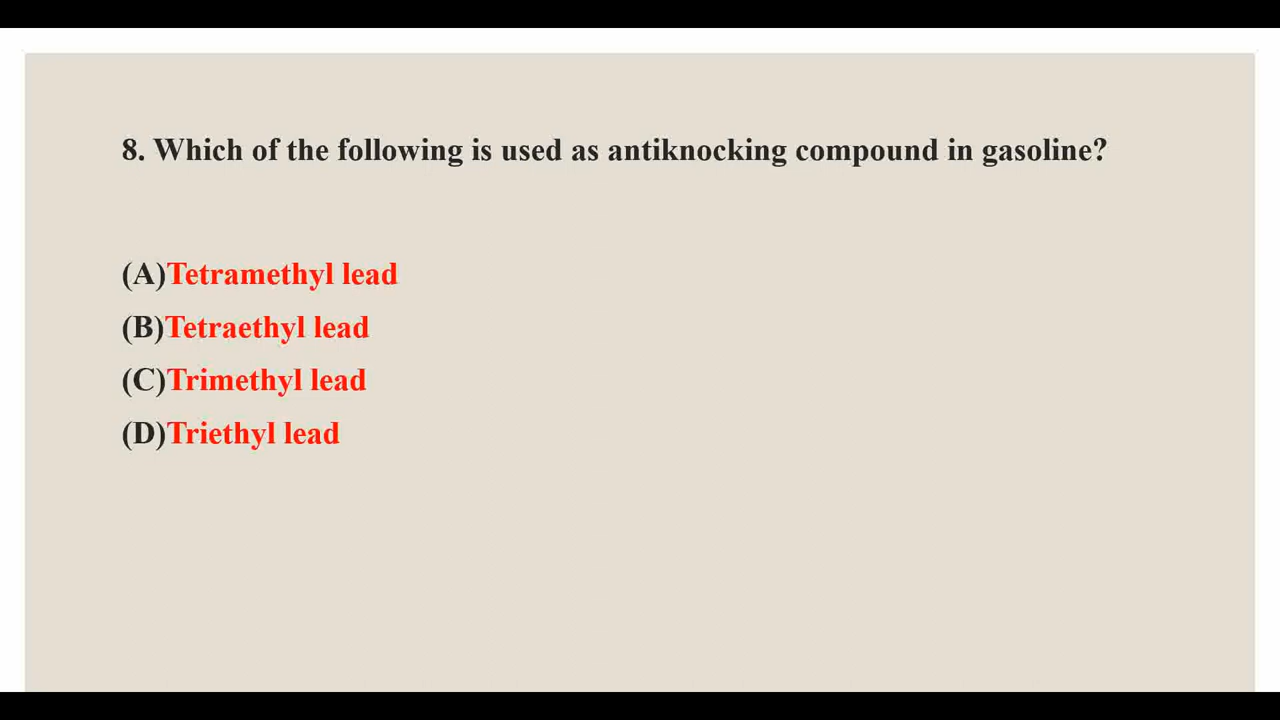 8. Which of the following is used as antiknocking compound in gasoline?
(A)Tetramethyl lead
(B)Tetraethyl lead
(C)Trimethyl lead
(D)Triethyl lead